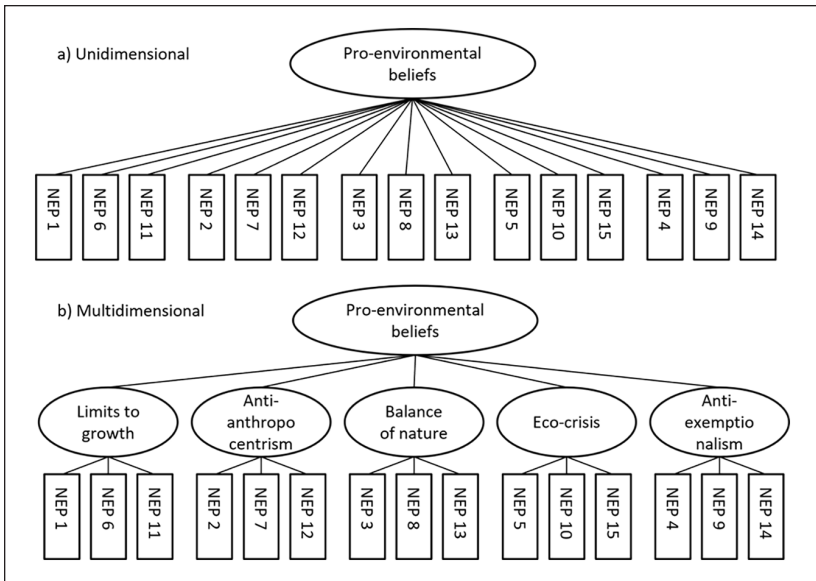 a) Unidimensional
Pro-environmental
beliefs
NEP 1
NEP 6
NEP 11
NEP 2
NEP 7
NEP 12
NEP 3
NEP 8
NEP 13
NEP 5
NEP 10
NEP 15
NEP 4
NEP 9
NEP 14
b) Multidimensional
Pro-environmental
beliefs
Limits to
growth
Anti-
anthropo
centrism
Balance
of nature
Eco-crisis
Anti-
exemptio
nalism
NEP 1
NEP 6
NEP 11
NEP 2
NEP 7
NEP 12
NEP 3
NEP 8
NEP 13
NEP 5
NEP 10
NEP 15
NEP 4
NEP 9
NEP 14